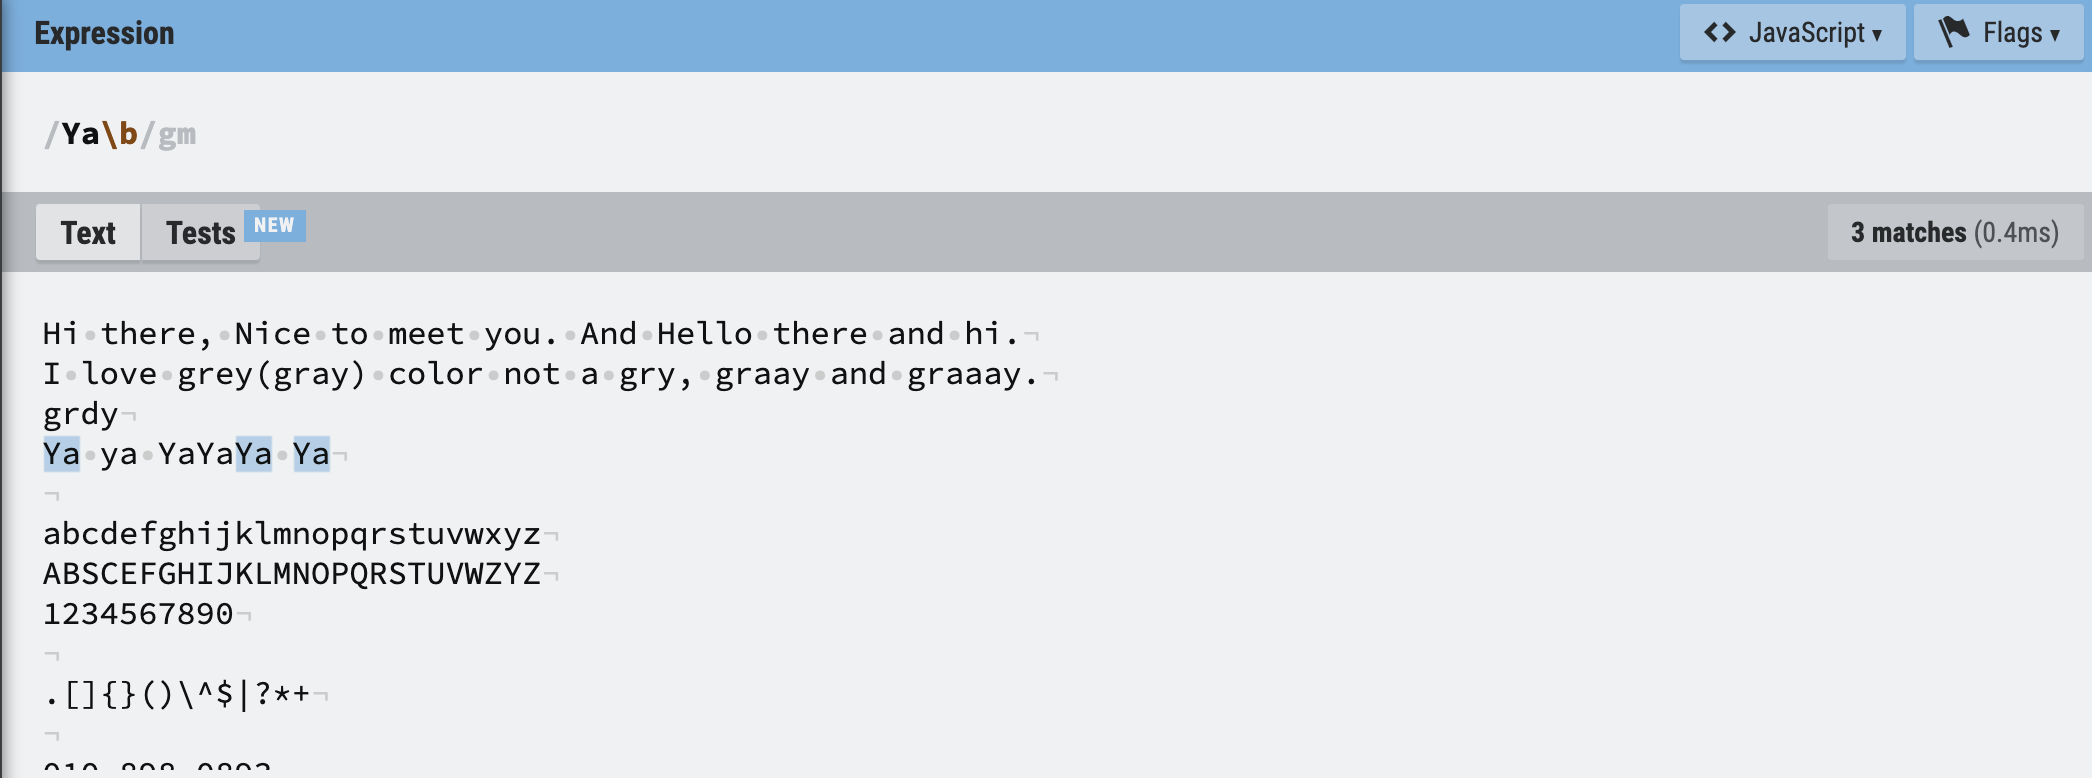 Expression
<> JavaScript ▾
Flags ▾
/Ya\b/gm
Text
Tests NEW
3 matches (0.4ms)
Hi there, Nice to meet you. And Hello there and hi.
I love grey(gray) color not a gry, graay and graaay.
grdy
Ya ya YaYaYa Ya
abcdefghijklmnopqrstuvwxyz
ABSCEFGHIJKLMNOPQRSTUVWZYZ
1234567890
.[]{}()\^$|?*+